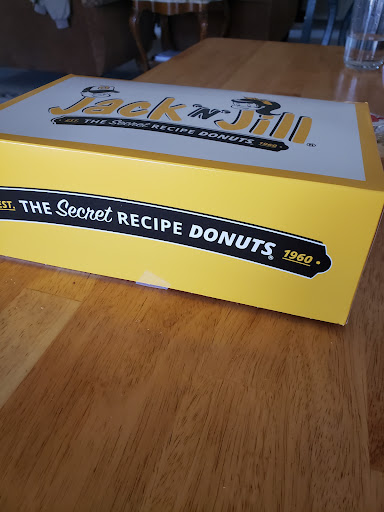 Jack 'N' Jill ®
EST. THE Secret RECIPE DONUTS 1960
EST. THE Secret RECIPE DONUTS® 1960 •